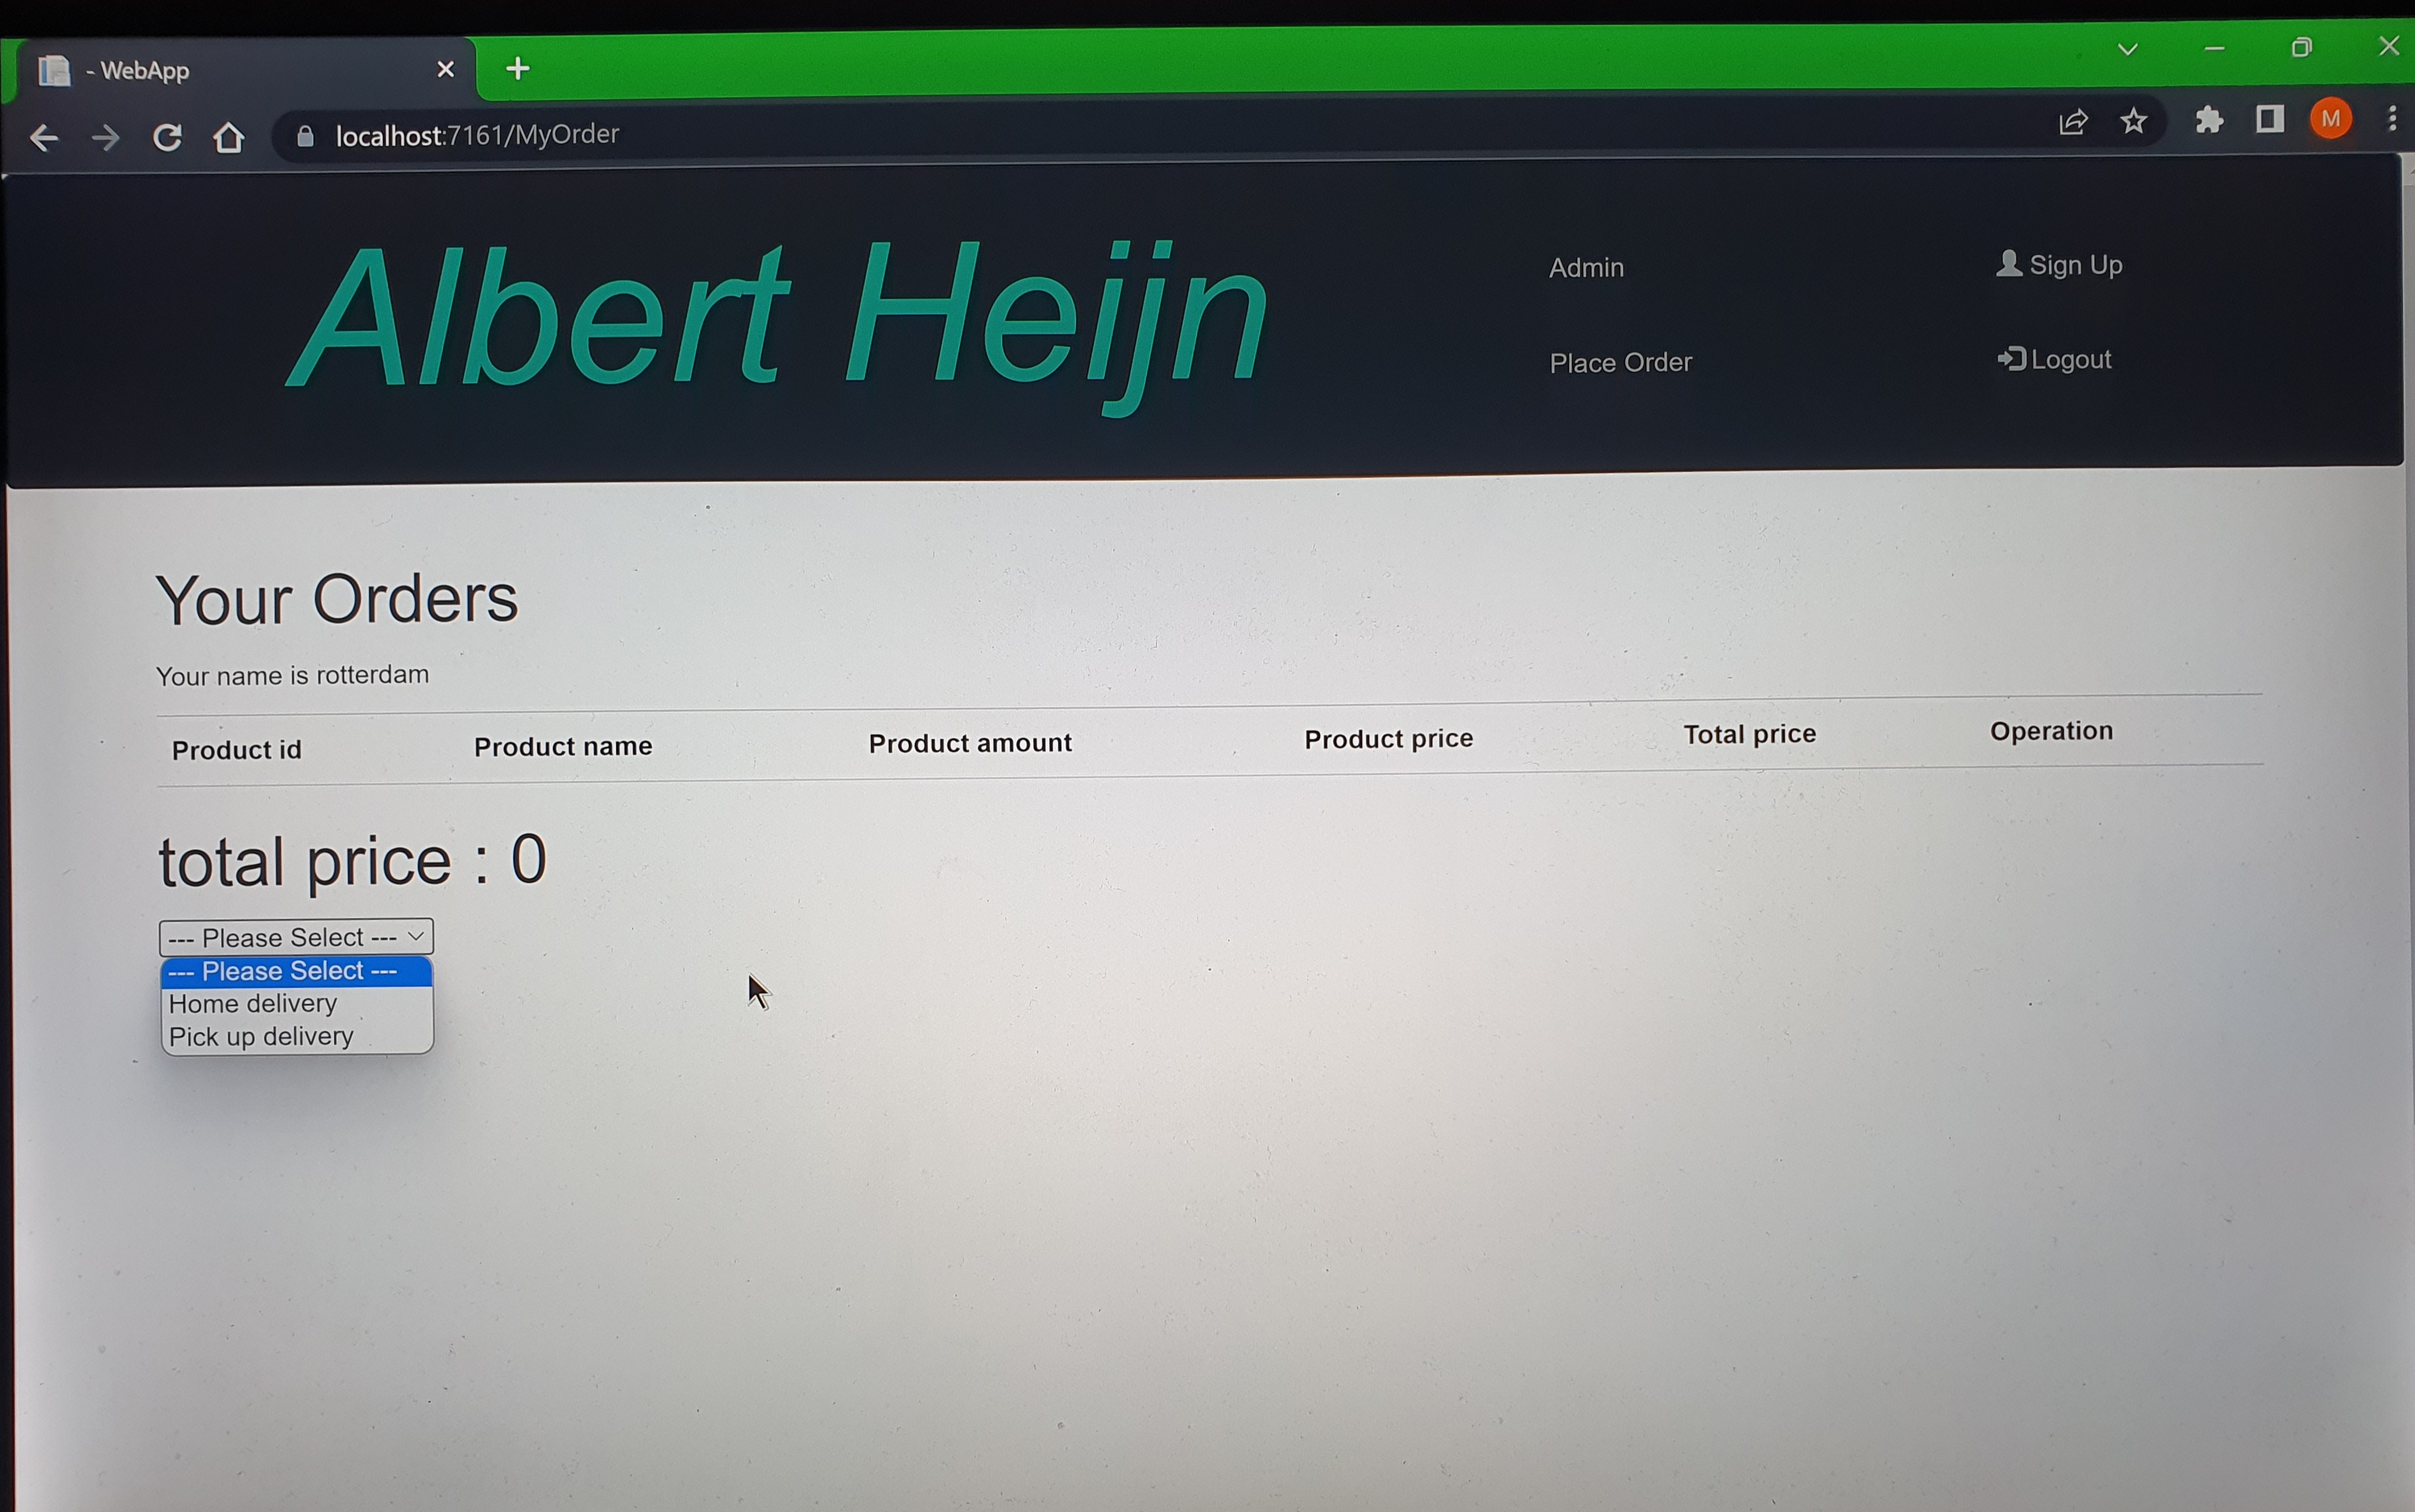 - WebApp
localhost:7161/MyOrder
M
Albert Heijn
Admin
Sign Up
Place Order
Logout
Your Orders
Your name is rotterdam
Product id Product name Product amount Product price Total price Operation
total price : 0
--- Please Select ---
--- Please Select ---
Home delivery
Pick up delivery